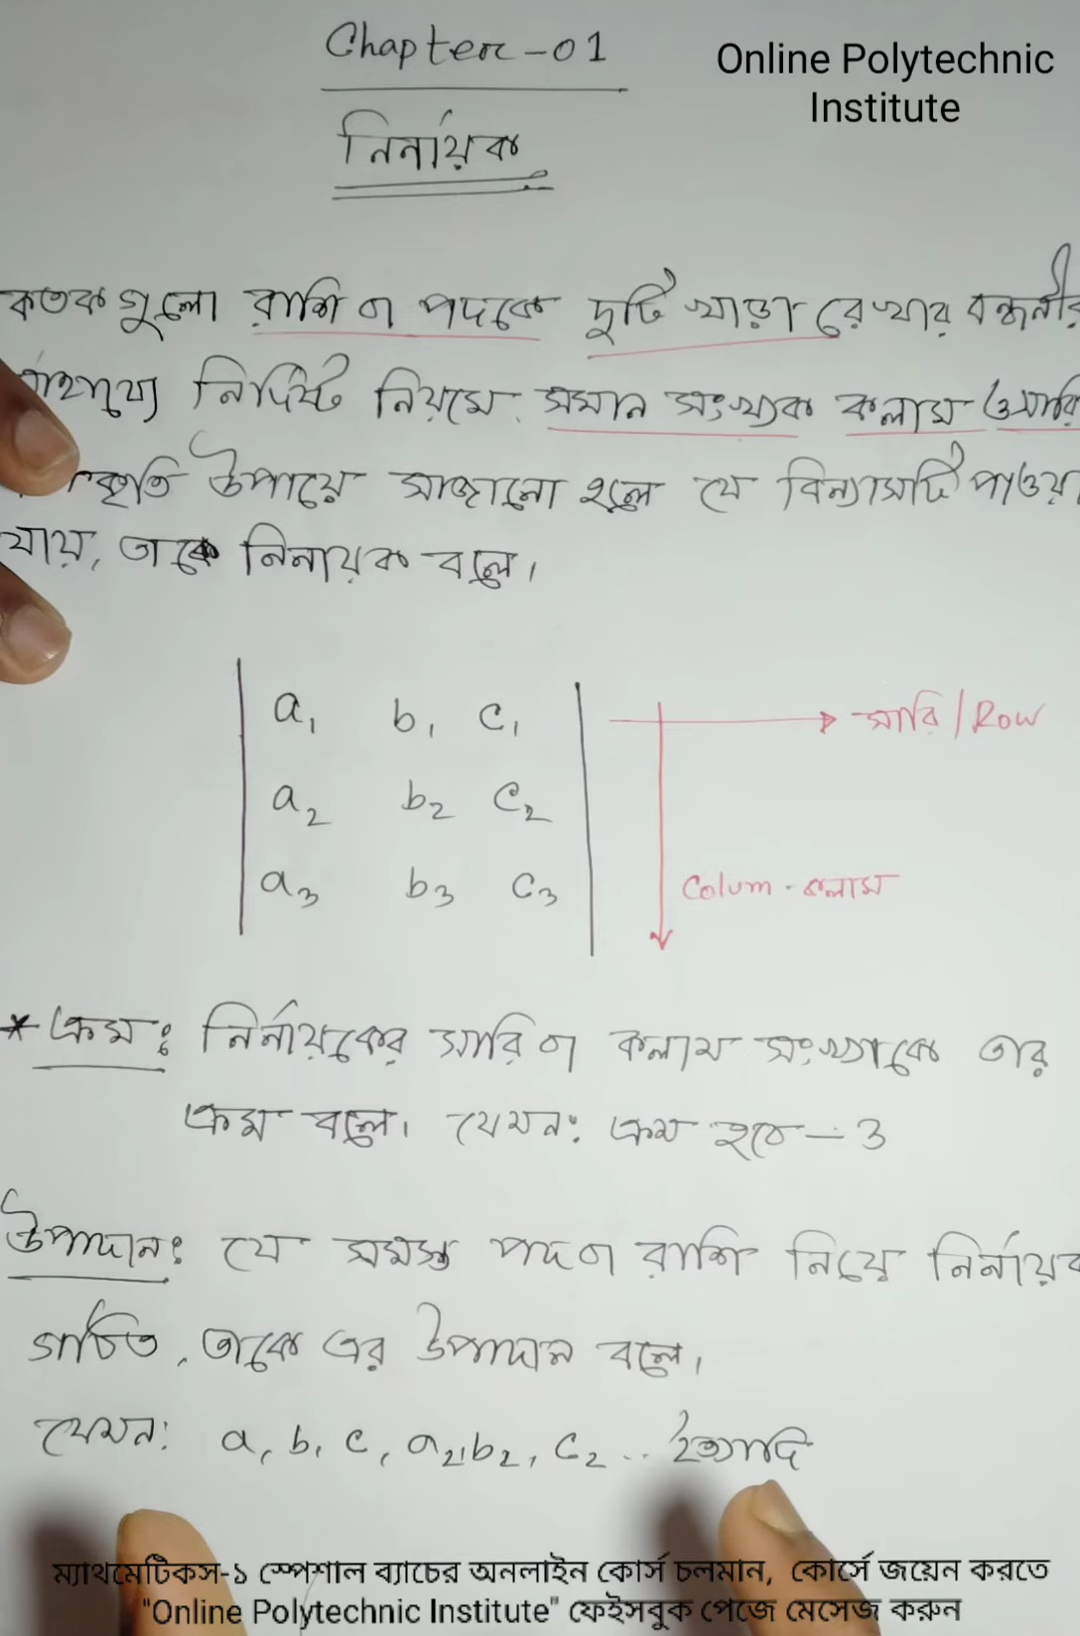 Chapter-01
Online Polytechnic
Institute
নির্নায়ক
কতকগুলো রাশি বা পদকে দুটি খাড়া রেখার বন্ধনীর
নির্দিষ্ট নিয়মে সমান সংখ্যক কলাম ও সারি
উপায়ে সাজানো হলে যে বিন্যাসটি পাওয়া
যায়, তাকে নিনায়ক বলে।
a₁ b₁ c₁ সারি/Row
a₂ b₂ c₂
a₃ b₃ c₃ Colum - কলাম
* ক্রম: নির্নায়কের সারি বা কলাম সংখ্যাকে তার
ক্রম বলে। যেমন: ক্রম হবে - 3
উপাদান: যে সমস্ত পদ বা রাশি নিয়ে নির্নায়ক
গঠিত, তাকে এর উপাদান বলে।
যেমন: a, b, c, a₂, b₂, c₂ .. ইত্যাদি
ম্যাথমেটিকস-১ স্পেশাল ব্যাচের অনলাইন কোর্স চলমান, কোর্সে জয়েন করতে
"Online Polytechnic Institute" ফেইসবুক পেজে মেসেজ করুন